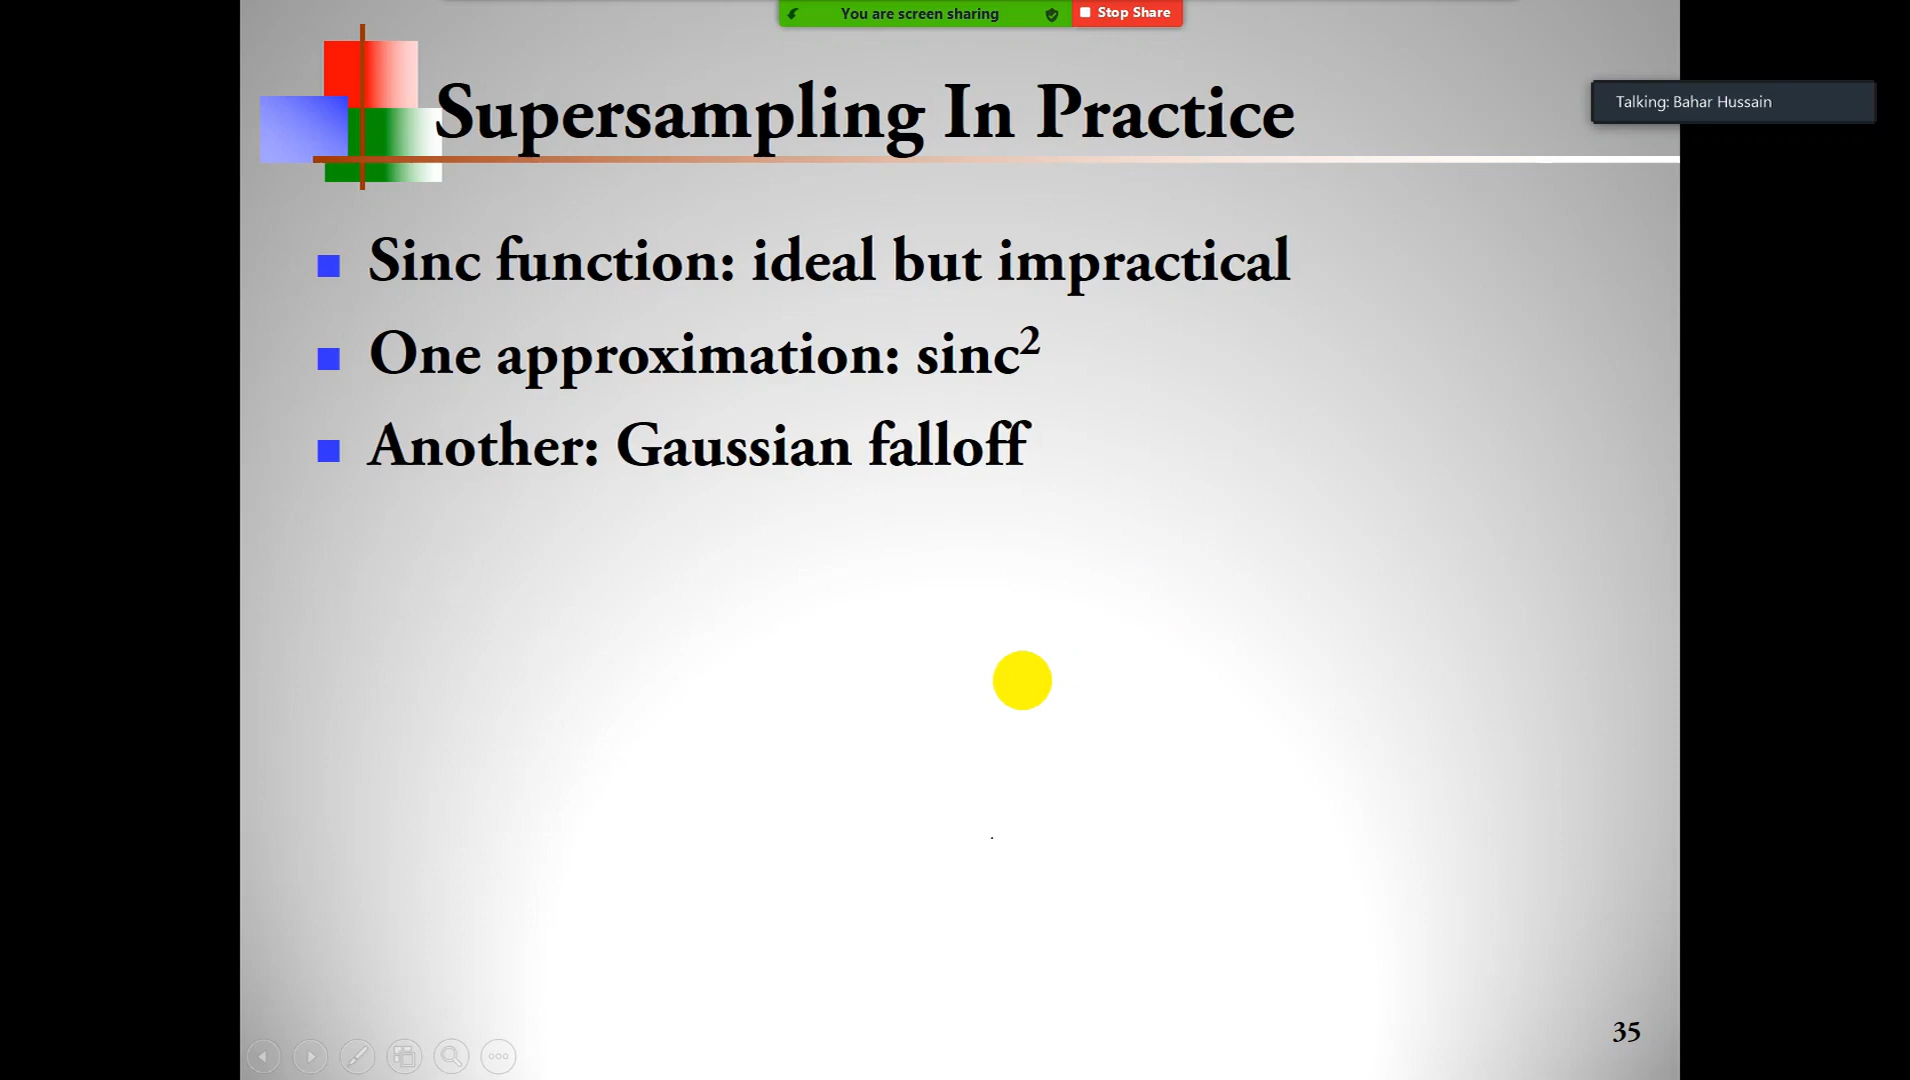 You are screen sharing
Stop Share
Supersampling In Practice
Talking: Bahar Hussain
Sinc function: ideal but impractical
One approximation: sinc²
Another: Gaussian falloff
35